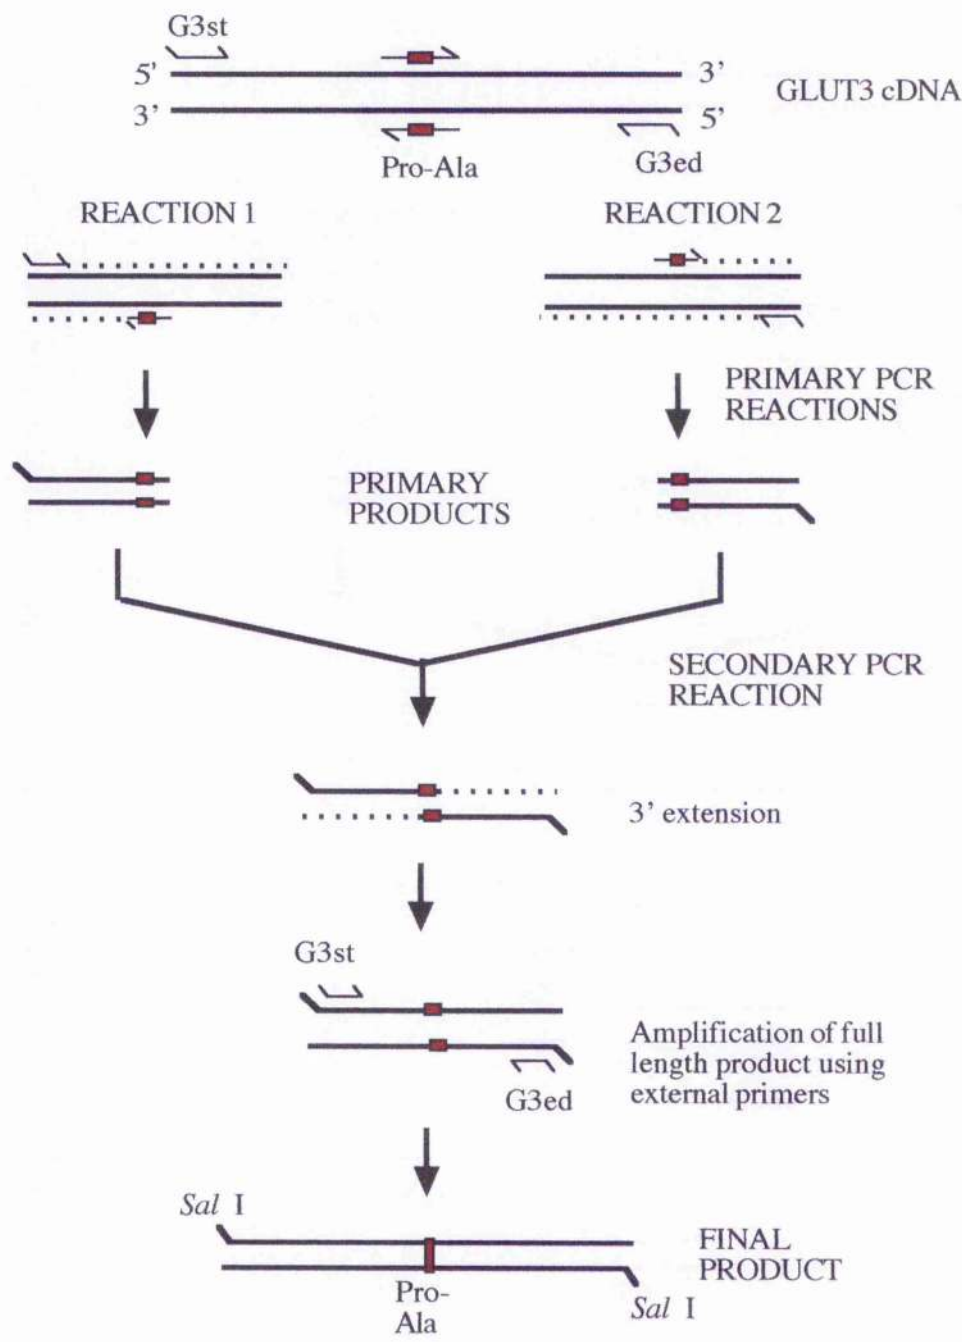 G3st
5’
3’
GLUT3 cDNA
3’
5’
Pro-Ala
G3ed
REACTION 1
REACTION 2
PRIMARY PCR
REACTIONS
PRIMARY
PRODUCTS
SECONDARY PCR
REACTION
3’ extension
G3st
Amplification of full
length product using
external primers
G3ed
Sal I
FINAL
PRODUCT
Pro-
Ala
Sal I